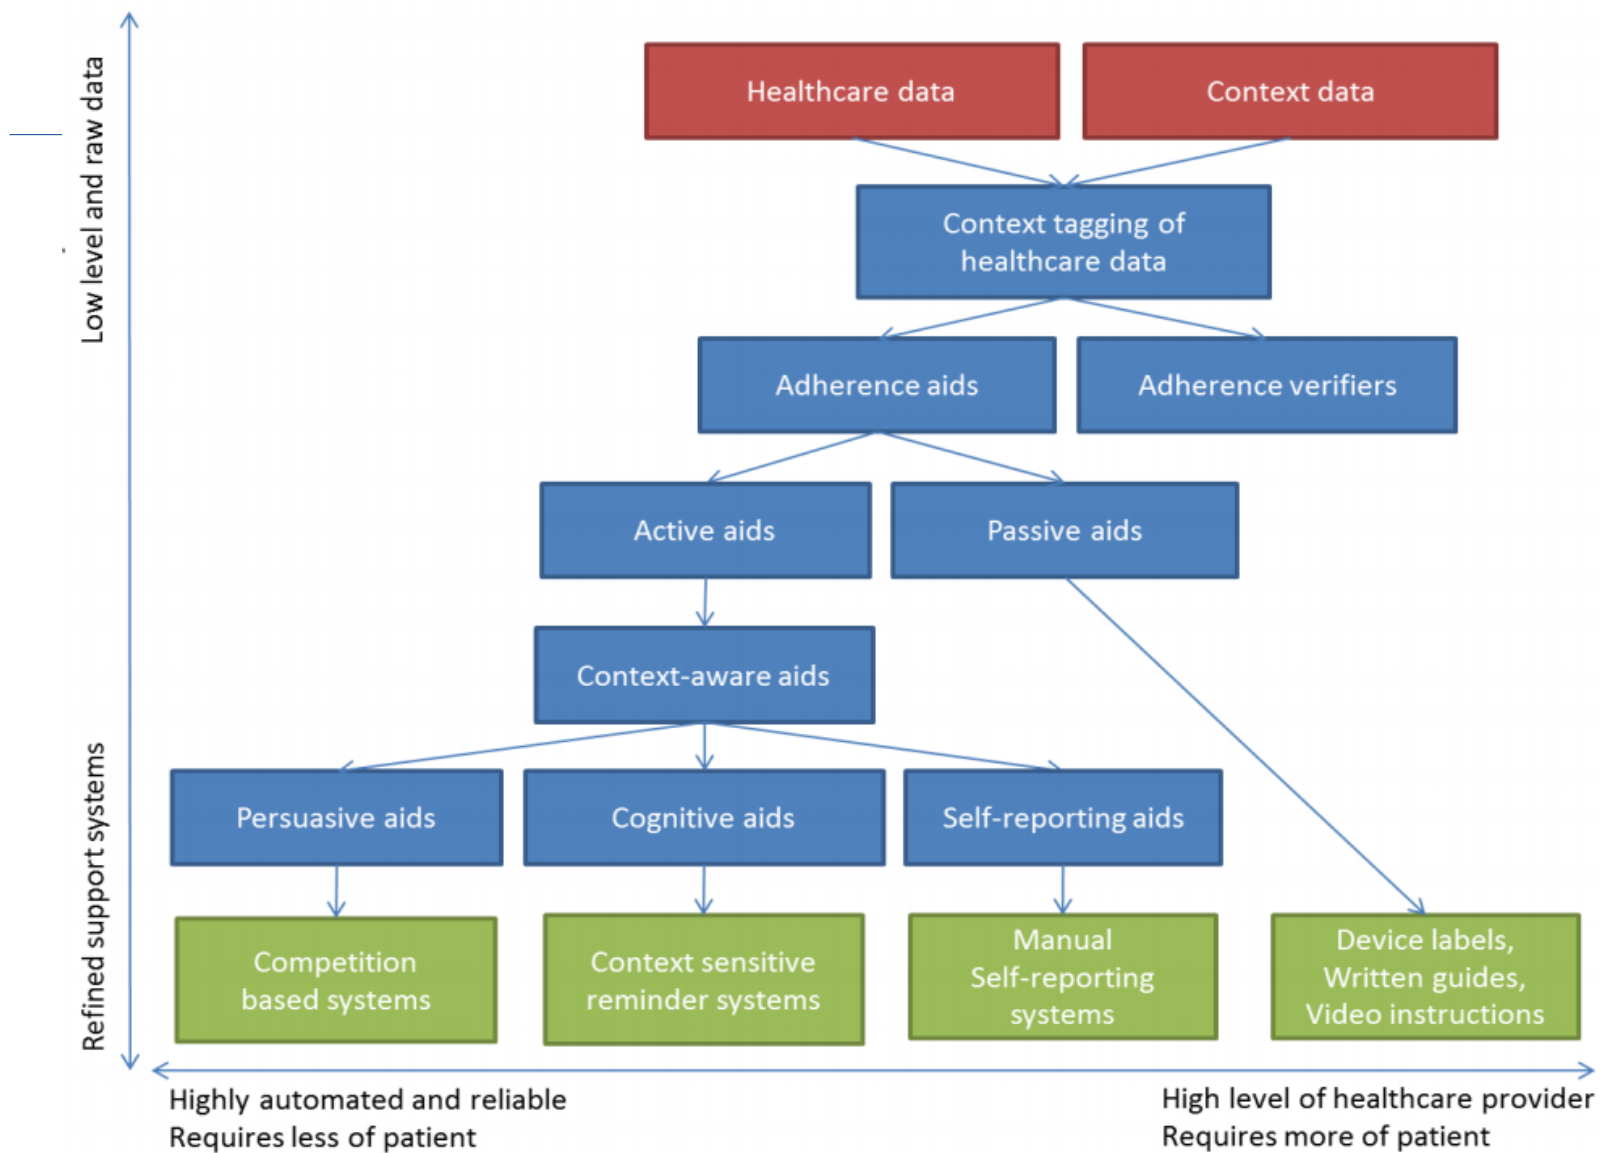 Low level and raw data
Healthcare data
Context data
Context tagging of
healthcare data
Adherence aids
Adherence verifiers
Active aids
Passive aids
Context-aware aids
Refined support systems
Persuasive aids
Cognitive aids
Self-reporting aids
Competition
based systems
Context sensitive
reminder systems
Manual
Self-reporting
systems
Device labels,
Written guides,
Video instructions
Highly automated and reliable
Requires less of patient
High level of healthcare provider
Requires more of patient